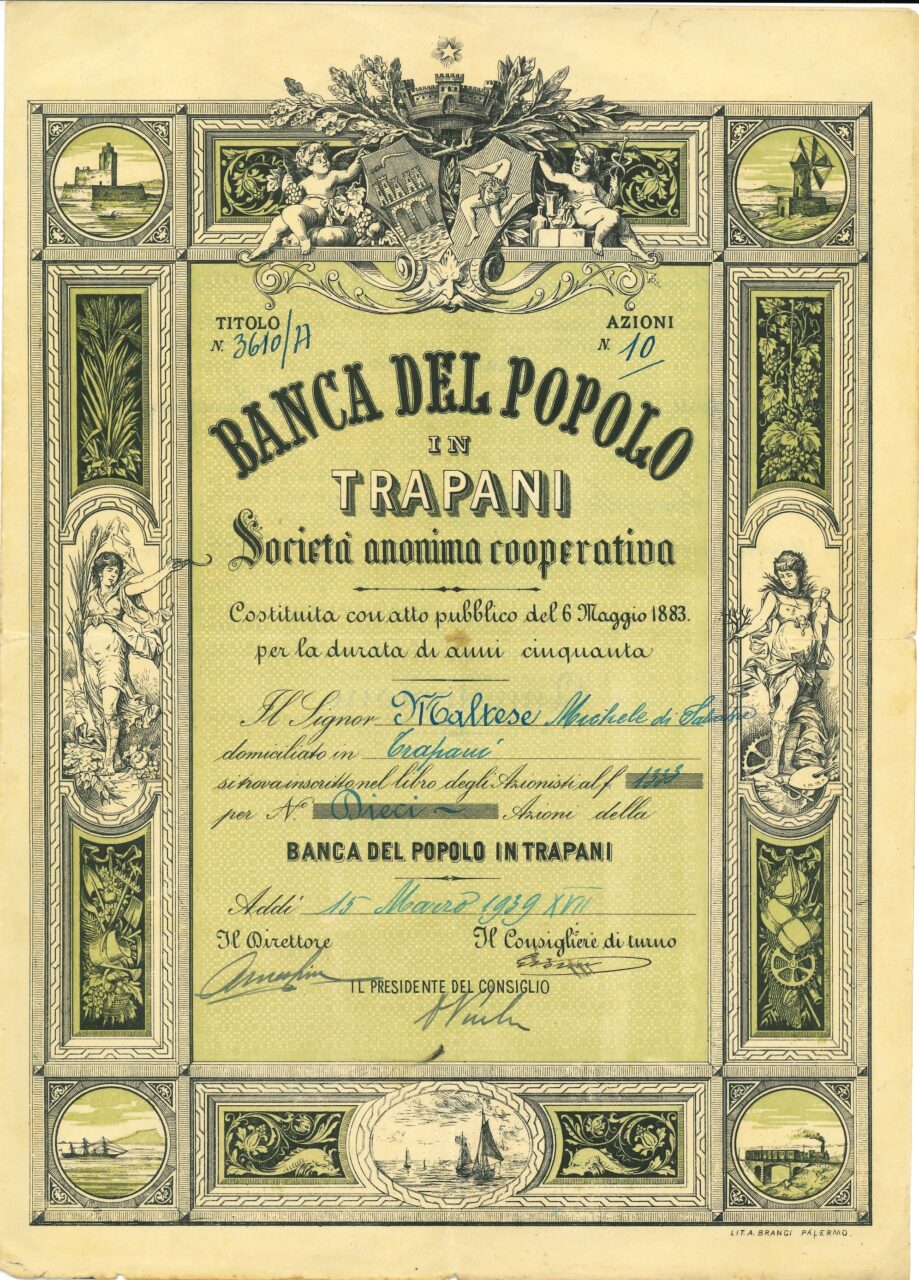 TITOLO
N. 3610/A
AZIONI
N. 10
BANCA DEL POPOLO
IN
TRAPANI
Società anonima cooperativa
Costituita con atto pubblico del 6 Maggio 1883.
per la durata di anni cinquanta
Il Signor Maltese Michele di Salvatore
domiciliato in Trapani
si trova inscritto nel libro degli Azionisti al f. 1333
per N.º Dieci Azioni della
BANCA DEL POPOLO IN TRAPANI
Addì 15 Marzo 1939 XVII
Il Direttore
Il Consigliere di turno
IL PRESIDENTE DEL CONSIGLIO
LIT. A. BRANGI PALERMO.